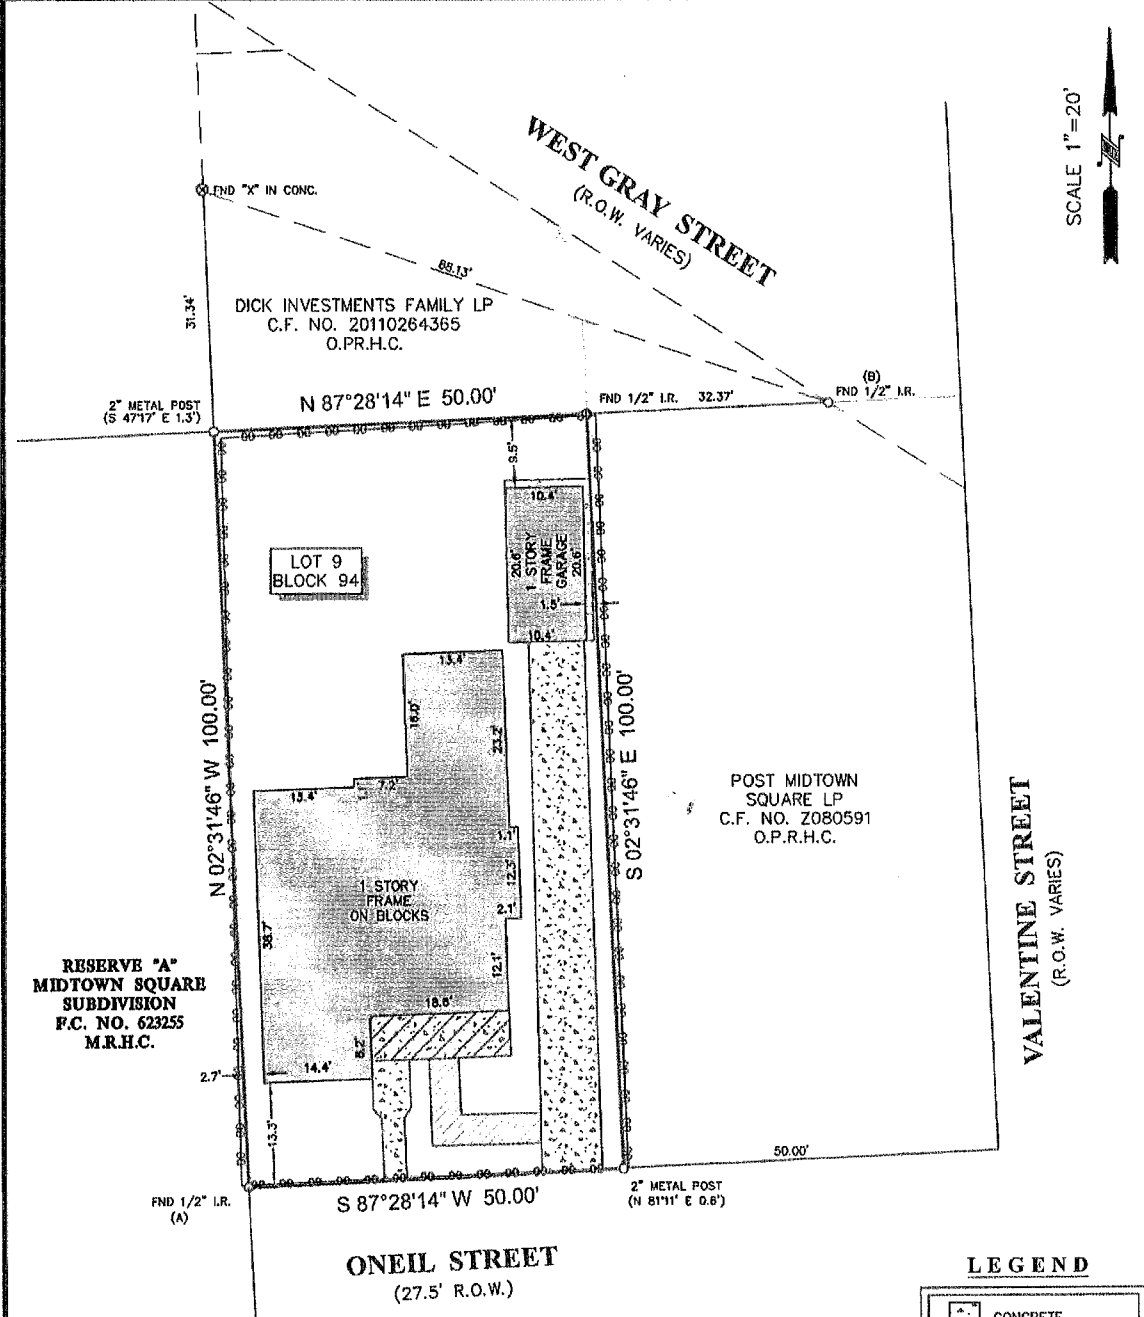 SCALE 1"=20'
WEST GRAY STREET
(R.O.W. VARIES)
FND "X" IN CONC.
88.13'
31.34'
DICK INVESTMENTS FAMILY LP
C.F. NO. 20110264365
O.PR.H.C.
2" METAL POST
(S 47°17' E 1.3')
N 87°28'14" E 50.00'
FND 1/2" I.R.
32.37'
(B)
FND 1/2" I.R.
9.5'
10.4'
20.6'
1 STORY
FRAME
GARAGE
20.6'
1.5'
10.4'
LOT 9
BLOCK 94
13.4'
16.0'
23.2'
N 02°31'46" W 100.00'
S 02°31'46" E 100.00'
13.4'
7.2'
1.1'
12.3'
2.1'
1 STORY
FRAME
ON BLOCKS
38.7'
12.1'
18.6'
14.4'
2.7'
13.3'
POST MIDTOWN
SQUARE LP
C.F. NO. Z080591
O.P.R.H.C.
VALENTINE STREET
(R.O.W. VARIES)
RESERVE "A"
MIDTOWN SQUARE
SUBDIVISION
F.C. NO. 623255
M.R.H.C.
50.00'
FND 1/2" I.R.
(A)
S 87°28'14" W 50.00'
2" METAL POST
(N 81°11' E 0.6')
ONEIL STREET
(27.5' R.O.W.)
LEGEND
CONCRETE